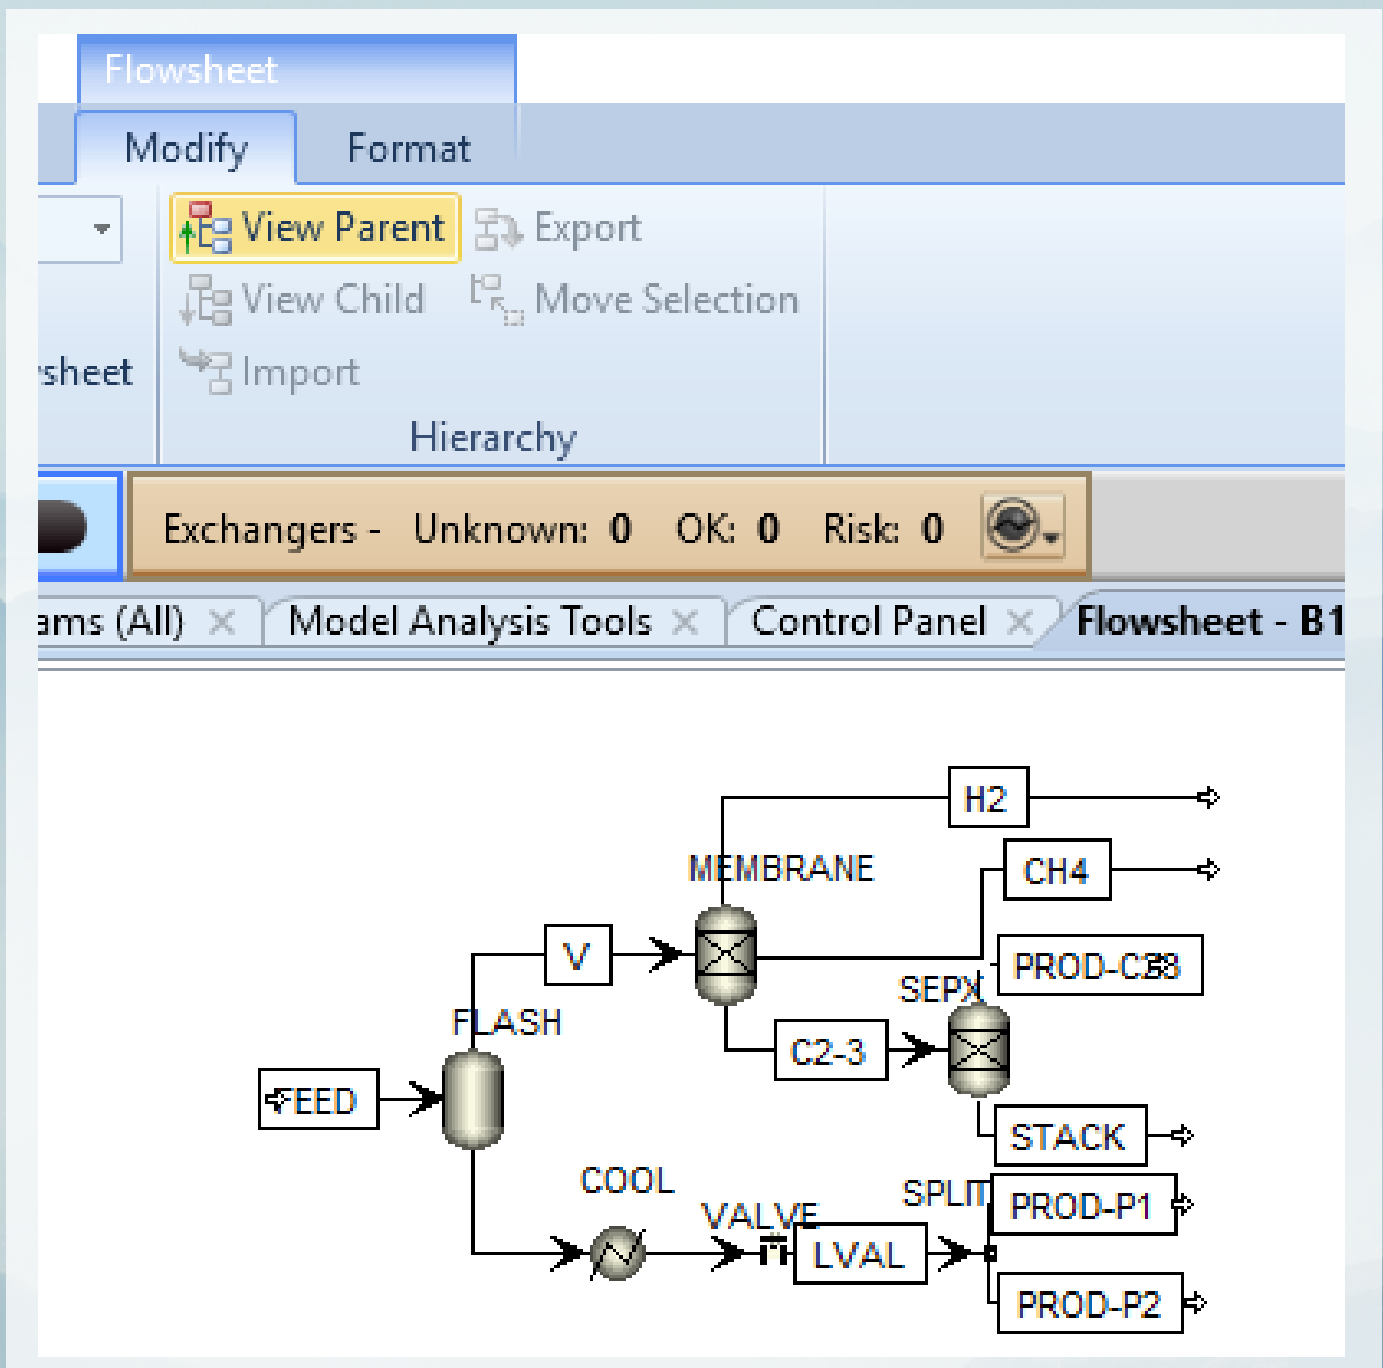 Flowsheet
Modify Format
View Parent Export
View Child Move Selection
sheet Import
Hierarchy
Exchangers - Unknown: 0 OK: 0 Risk: 0
ams (All) Model Analysis Tools Control Panel Flowsheet - B1
H2
MEMBRANE CH4
V PROD-C23
SEPX
FLASH
C2-3
FEED
STACK
COOL
SPLIT PROD-P1
VALVE
LVAL
PROD-P2